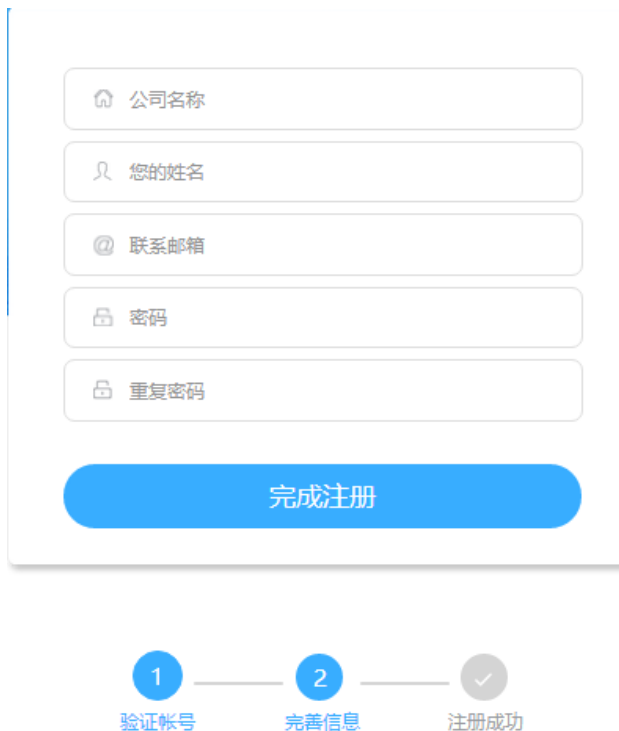 公司名称
您的姓名
@ 联系邮箱
密码
重复密码
完成注册
1 2
验证帐号 完善信息 注册成功